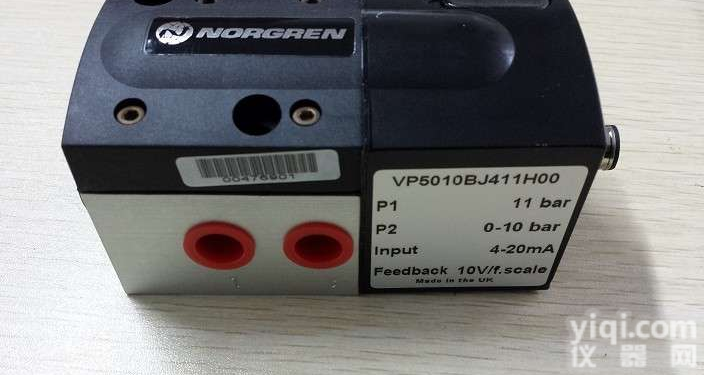 NORGREN
00476901
VP5010BJ411H00
P1 11 bar
P2 0-10 bar
Input 4-20mA
Feedback 10V/f.scale
Made in the UK
yiqi.com
仪器网